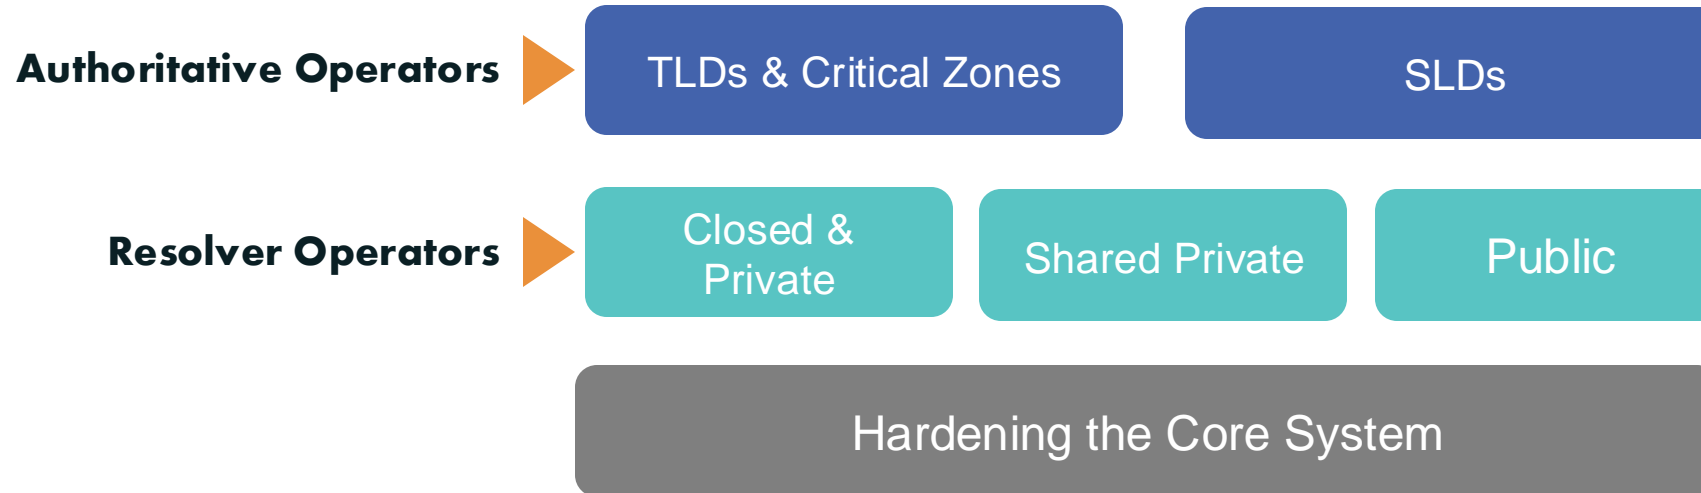 Authoritative Operators
TLDs & Critical Zones
SLDs
Resolver Operators
Closed &
Private
Shared Private
Public
Hardening the Core System